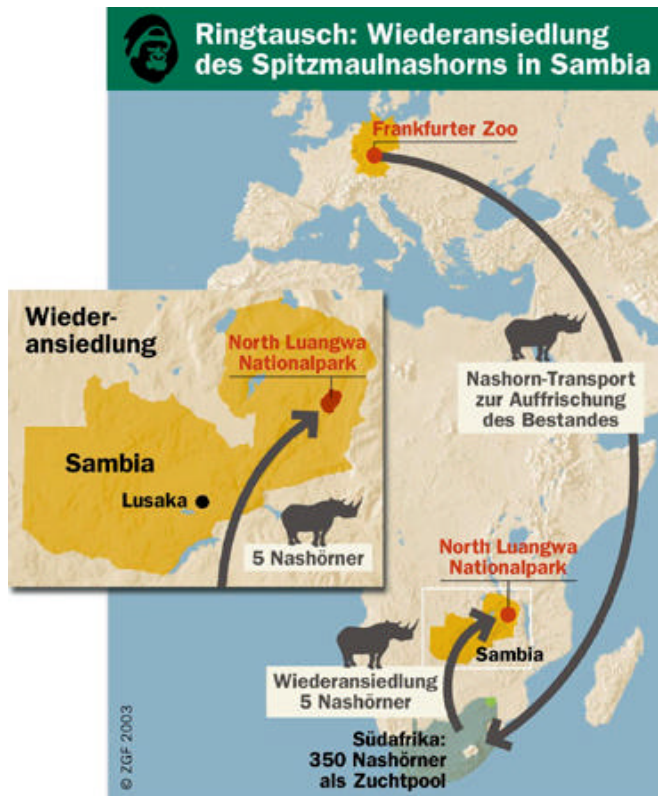 Ringtausch: Wiederansiedlung
des Spitzmaulnashorns in Sambia
Frankfurter Zoo
Wieder-
ansiedlung
North Luangwa
Nationalpark
Sambia
Lusaka
5 Nashörner
Nashorn-Transport
zur Auffrischung
des Bestandes
North Luangwa
Nationalpark
Sambia
Wiederansiedlung
5 Nashörner
Südafrika:
350 Nashörner
als Zuchtpool
© ZGF 2003